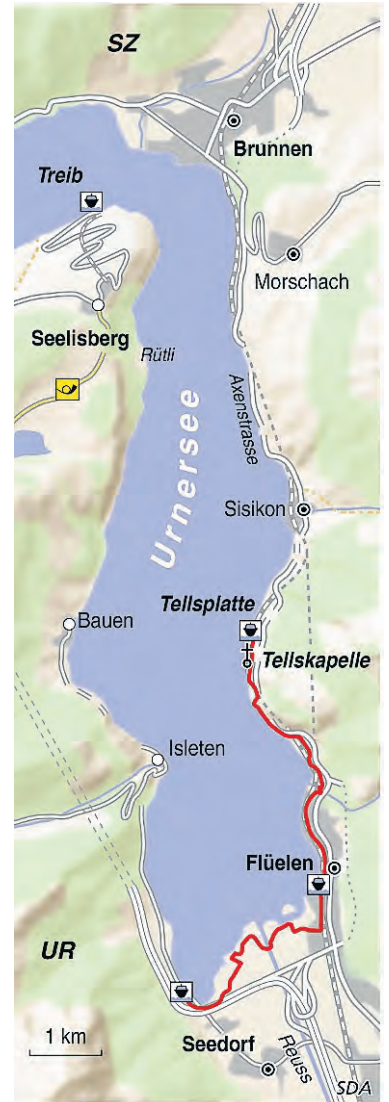 SZ
Brunnen
Treib
Morschach
Seelisberg
Rütli
Axenstrasse
Urnersee
Sisikon
Tellsplatte
Bauen
Tellskapelle
Isleten
Flüelen
UR
1 km
Seedorf
Reuss
SDA